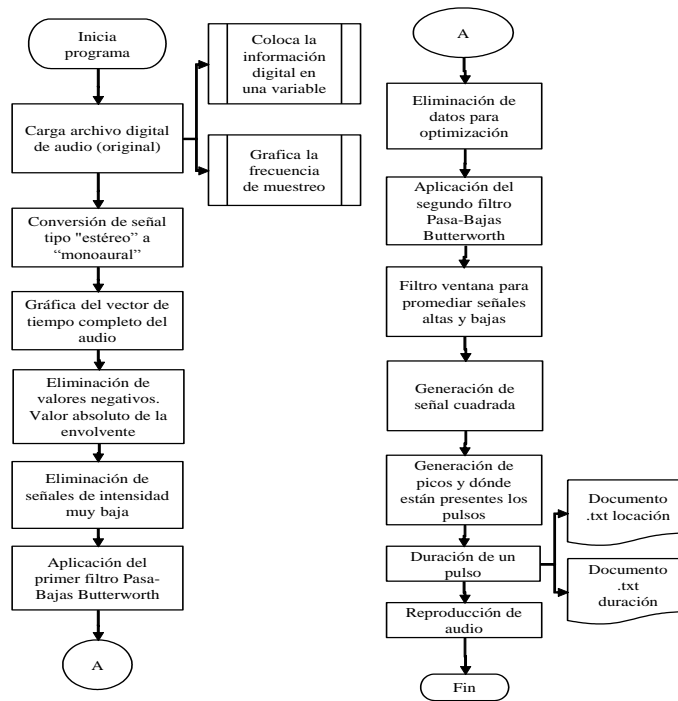 Inicia
programa
Coloca la
información
digital en
una variable
Carga archivo digital
de audio (original)
Grafica la
frecuencia
de muestreo
Conversión de señal
tipo "estéreo” a
“monoaural”
Gráfica del vector de
tiempo completo del
audio
Eliminación de
valores negativos.
Valor absoluto de la
envolvente
Eliminación de
señales de intensidad
muy baja
Aplicación del
primer filtro Pasa-
Bajas Butterworth
A
A
Eliminación de
datos para
optimización
Aplicación del
segundo filtro
Pasa-Bajas
Butterworth
Filtro ventana para
promediar señales
altas y bajas
Generación de
señal cuadrada
Generación de
picos y dónde
están presentes los
pulsos
Documento
.txt locación
Duración de un
pulso
Documento
.txt
duración
Reproducción de
audio
Fin